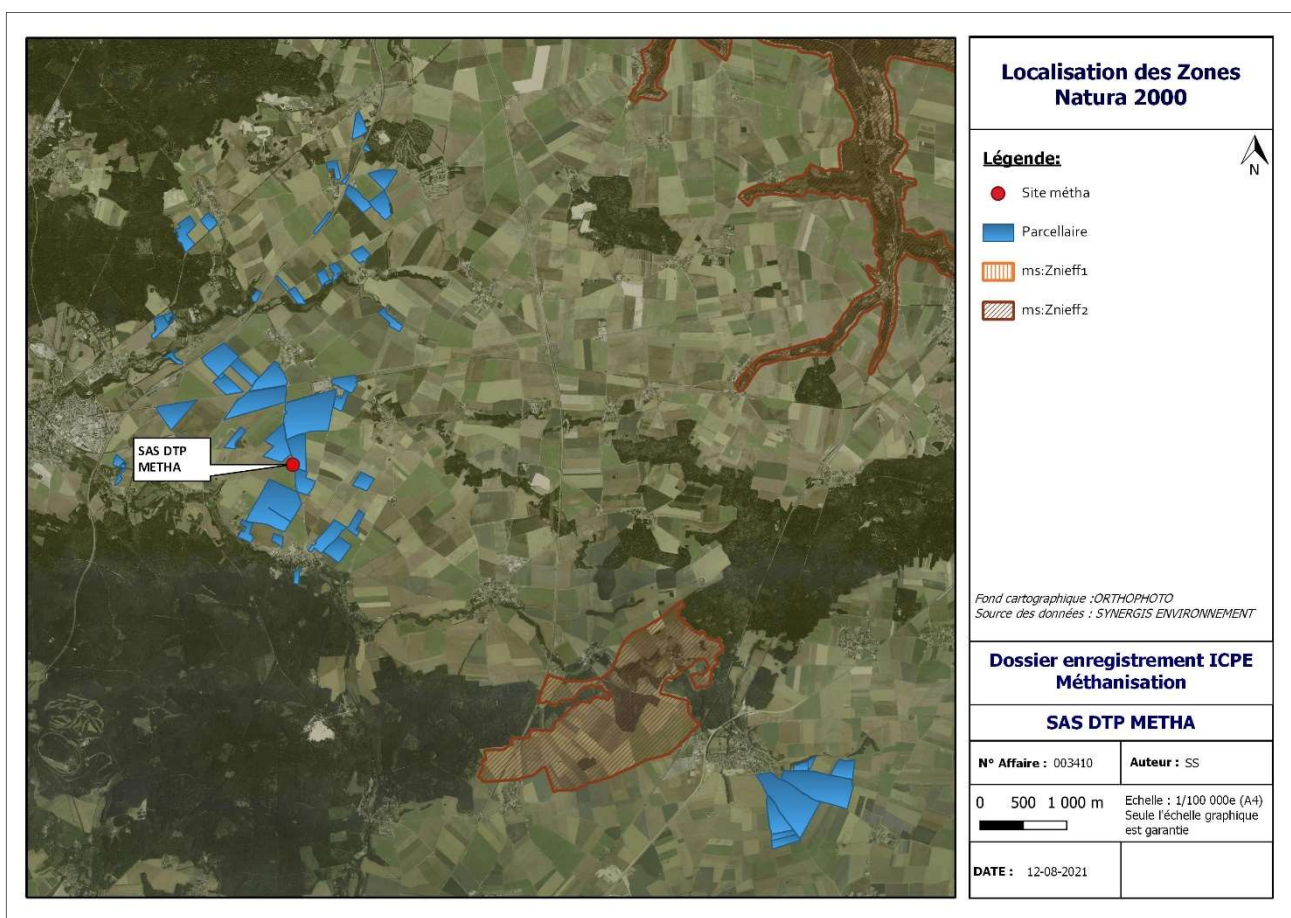 SAS DTP
METHA
Localisation des Zones
Natura 2000
Légende:
N
Site métha
Parcellaire
ms:Znieff1
ms:Znieff2
Fond cartographique :ORTHOPHOTO
Source des données : SYNERGIS ENVIRONNEMENT
Dossier enregistrement ICPE
Méthanisation
SAS DTP METHA
N° Affaire : 003410
Auteur : SS
0 500 1 000 m
Echelle : 1/100 000e (A4)
Seule l'échelle graphique
est garantie
DATE : 12-08-2021